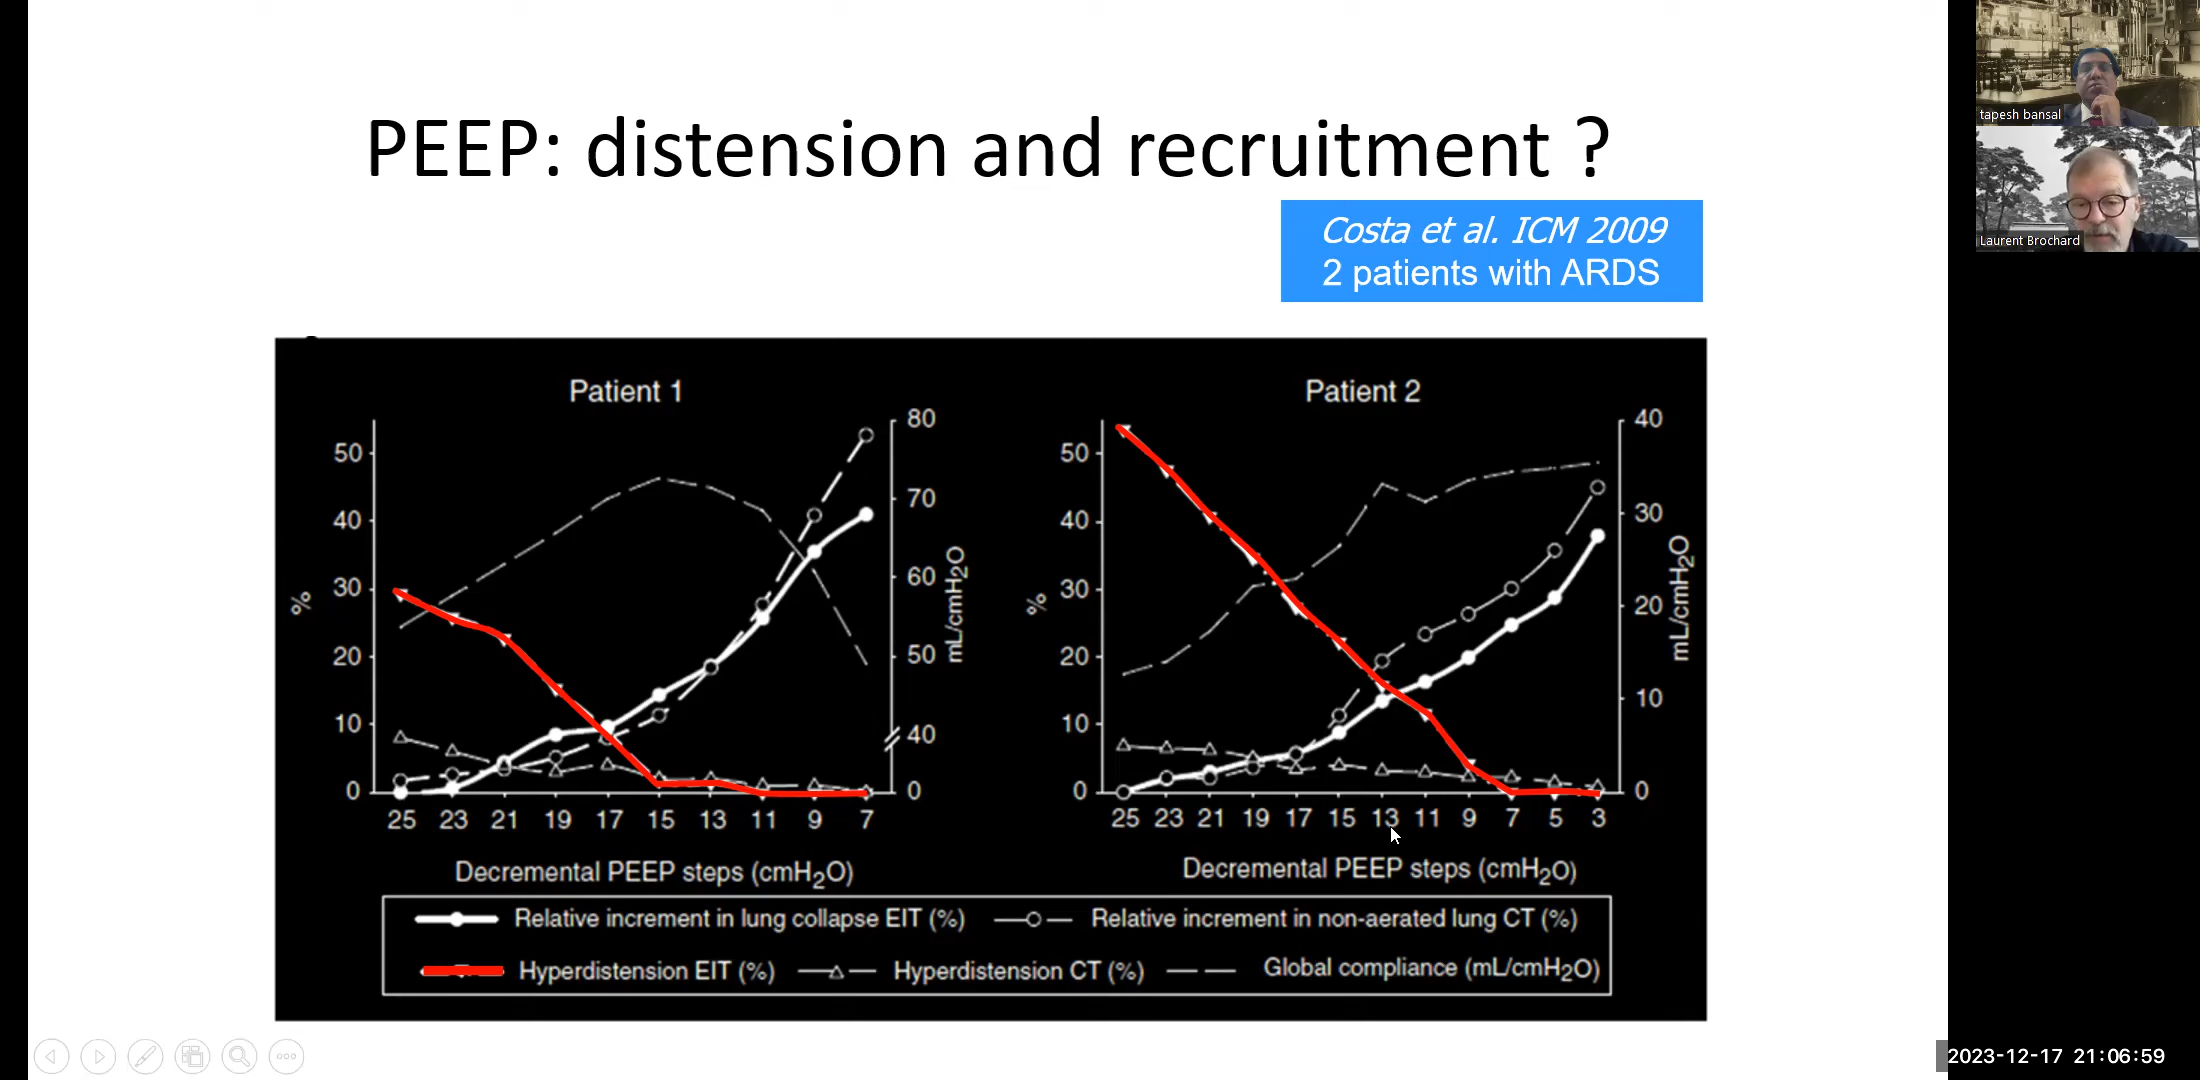 PEEP: distension and recruitment ?
Costa et al. ICM 2009
2 patients with ARDS
tapesh bansal
Laurent Brochard
Patient 1
50
40
30
20
10
0
%
80
70
60
50
40
0
mL/cmH2O
25 23 21 19 17 15 13 11 9 7
Decremental PEEP steps (cmH2O)
Patient 2
50
40
30
20
10
0
%
40
30
20
10
0
mL/cmH2O
25 23 21 19 17 15 13 11 9 7 5 3
Decremental PEEP steps (cmH2O)
Relative increment in lung collapse EIT (%)
Relative increment in non-aerated lung CT (%)
Hyperdistension EIT (%)
Hyperdistension CT (%)
Global compliance (mL/cmH2O)
2023-12-17 21:06:59